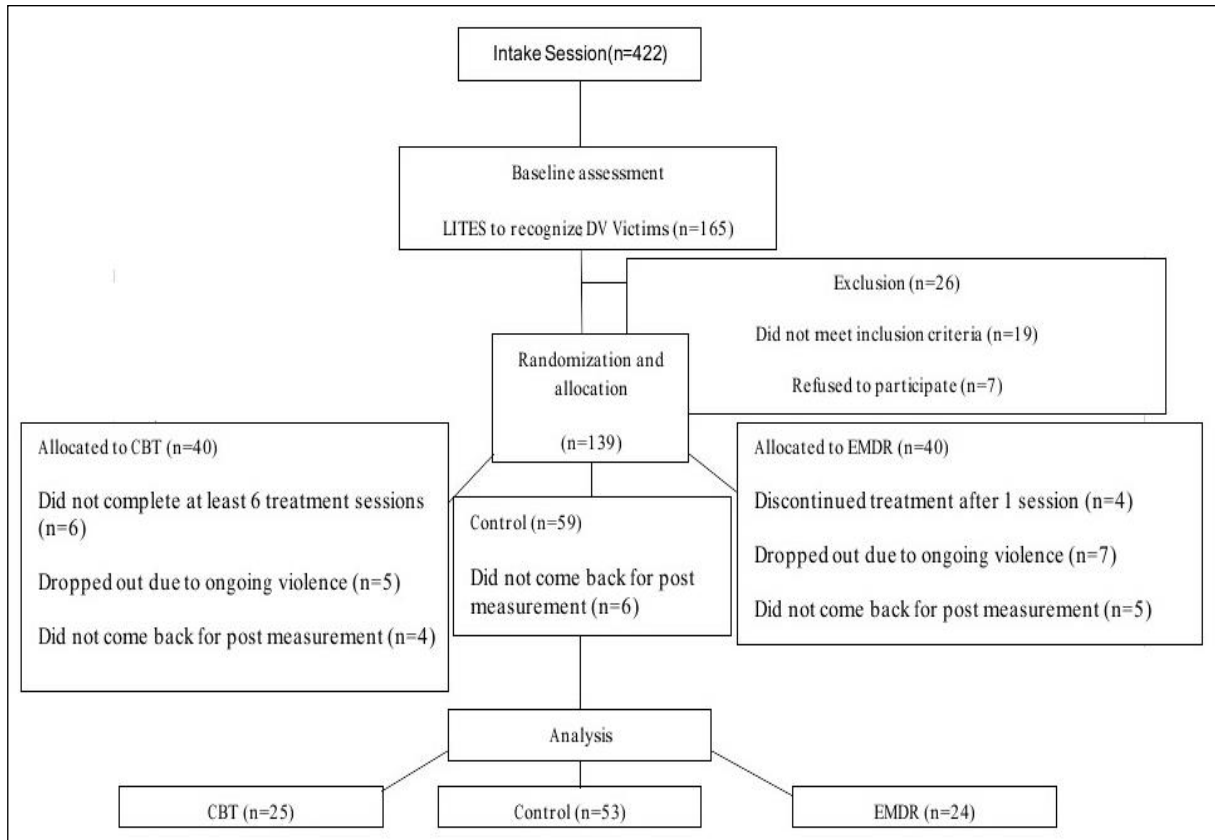 Intake Session(n=422)
Baseline assessment
LITES to recognize DV Victims (n=165)
Exclusion (n=26)
Did not meet inclusion criteria (n=19)
Refused to participate (n=7)
Randomization and
allocation
(n=139)
Allocated to CBT (n=40)
Did not complete at least 6 treatment sessions
(n=6)
Dropped out due to ongoing violence (n=5)
Did not come back for post measurement (n=4)
Control (n=59)
Did not come back for post
measurement (n=6)
Allocated to EMDR (n=40)
Discontinued treatment after 1 session (n=4)
Dropped out due to ongoing violence (n=7)
Did not come back for post measurement (n=5)
Analysis
CBT (n=25)
Control (n=53)
EMDR (n=24)